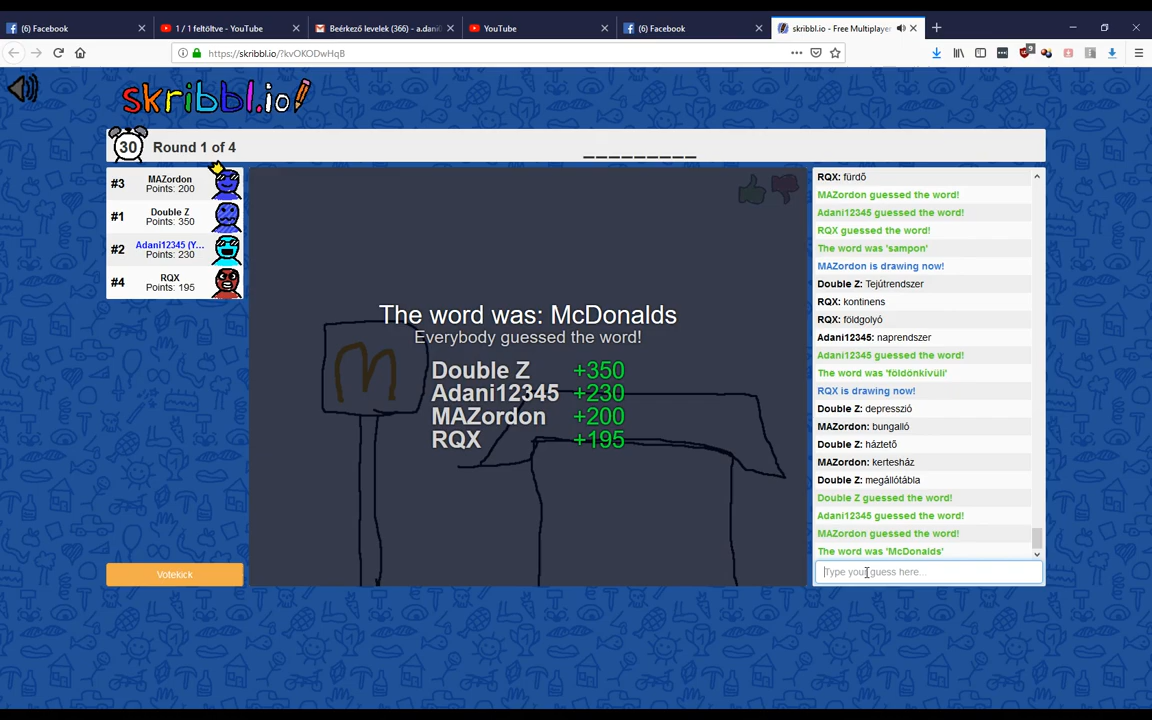 (6) Facebook
1 / 1 feltöltve - YouTube
Beérkező levelek (366) – a.dani
YouTube
(6) Facebook
skribbl.io - Free Multiplayer
https://skribbl.io/?kvOKODwHqB
9
skribbl.io
30
Round 1 of 4
_________
#3
MAZordon
Points: 200
#1
Double Z
Points: 350
#2
Adani12345 (Y...
Points: 230
#4
RQX
Points: 195
Votekick
M
The word was: McDonalds
Everybody guessed the word!
Double Z +350
Adani12345 +230
MAZordon +200
RQX +195
RQX: fürdő
MAZordon guessed the word!
Adani12345 guessed the word!
RQX guessed the word!
The word was 'sampon'
MAZordon is drawing now!
Double Z: Tejútrendszer
RQX: kontinens
RQX: földgolyó
Adani12345: naprendszer
Adani12345 guessed the word!
The word was 'földönkívüli'
RQX is drawing now!
Double Z: depresszió
MAZordon: bungalló
Double Z: háztető
MAZordon: kertesház
Double Z: megállótábla
Double Z guessed the word!
Adani12345 guessed the word!
MAZordon guessed the word!
The word was 'McDonalds'
Type your guess here...